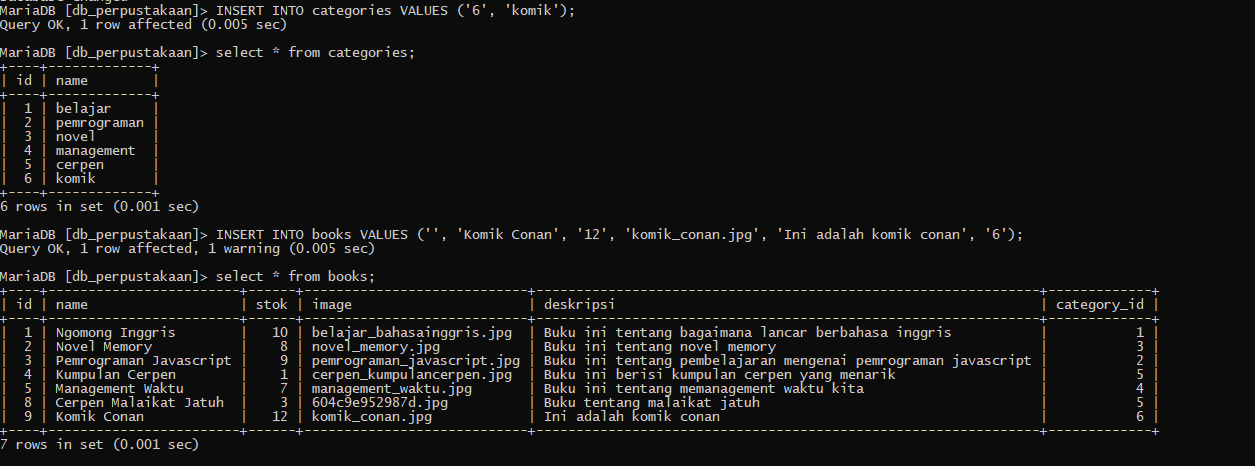 MariaDB [db_perpustakaan]> INSERT INTO categories VALUES ('6', 'komik');
Query OK, 1 row affected (0.005 sec)
MariaDB [db_perpustakaan]> select * from categories;
+----+-------------+
| id | name        |
+----+-------------+
|  1 | belajar     |
|  2 | pemrograman |
|  3 | novel       |
|  4 | management  |
|  5 | cerpen      |
|  6 | komik       |
+----+-------------+
6 rows in set (0.001 sec)
MariaDB [db_perpustakaan]> INSERT INTO books VALUES ('', 'Komik Conan', '12', 'komik_conan.jpg', 'Ini adalah komik conan', '6');
Query OK, 1 row affected, 1 warning (0.005 sec)
MariaDB [db_perpustakaan]> select * from books;
+----+------------------------+------+----------------------------+---------------------------------------------------------------+-------------+
| id | name                   | stok | image                      | deskripsi                                                     | category_id |
+----+------------------------+------+----------------------------+---------------------------------------------------------------+-------------+
|  1 | Ngomong Inggris        |   10 | belajar_bahasainggris.jpg  | Buku ini tentang bagaimana lancar berbahasa inggris           |           1 |
|  2 | Novel Memory           |    8 | novel_memory.jpg           | Buku ini tentang novel memory                                 |           3 |
|  3 | Pemrograman Javascript |    9 | pemrograman_javascript.jpg | Buku ini tentang pembelajaran mengenai pemrograman javascript |           2 |
|  4 | Kumpulan Cerpen        |    1 | cerpen_kumpulancerpen.jpg  | Buku ini berisi kumpulan cerpen yang menarik                  |           5 |
|  5 | Management Waktu       |    7 | management_waktu.jpg       | Buku ini tentang memanagement waktu kita                      |           4 |
|  8 | Cerpen Malaikat Jatuh  |    3 | 604c9e952987d.jpg          | Buku tentang malaikat jatuh                                   |           5 |
|  9 | Komik Conan            |   12 | komik_conan.jpg            | Ini adalah komik conan                                        |           6 |
+----+------------------------+------+----------------------------+---------------------------------------------------------------+-------------+
7 rows in set (0.001 sec)